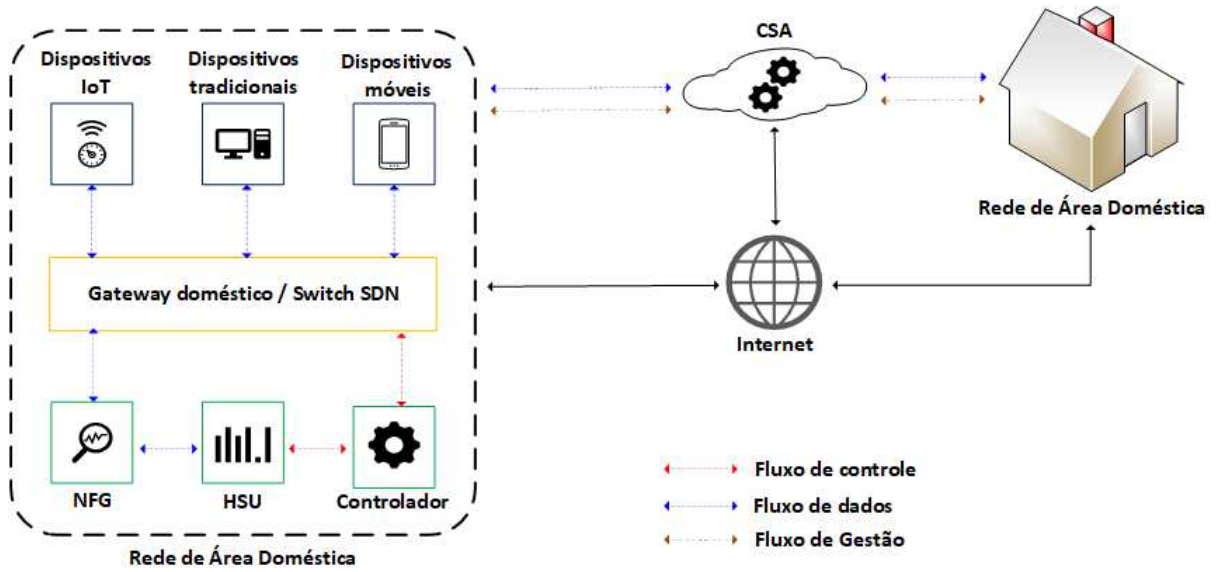 CSA
Dispositivos
IoT
Dispositivos
tradicionais
Dispositivos
móveis
Rede de Área Doméstica
Gateway doméstico / Switch SDN
Internet
NFG
HSU
Controlador
Rede de Área Doméstica
Fluxo de controle
Fluxo de dados
Fluxo de Gestão